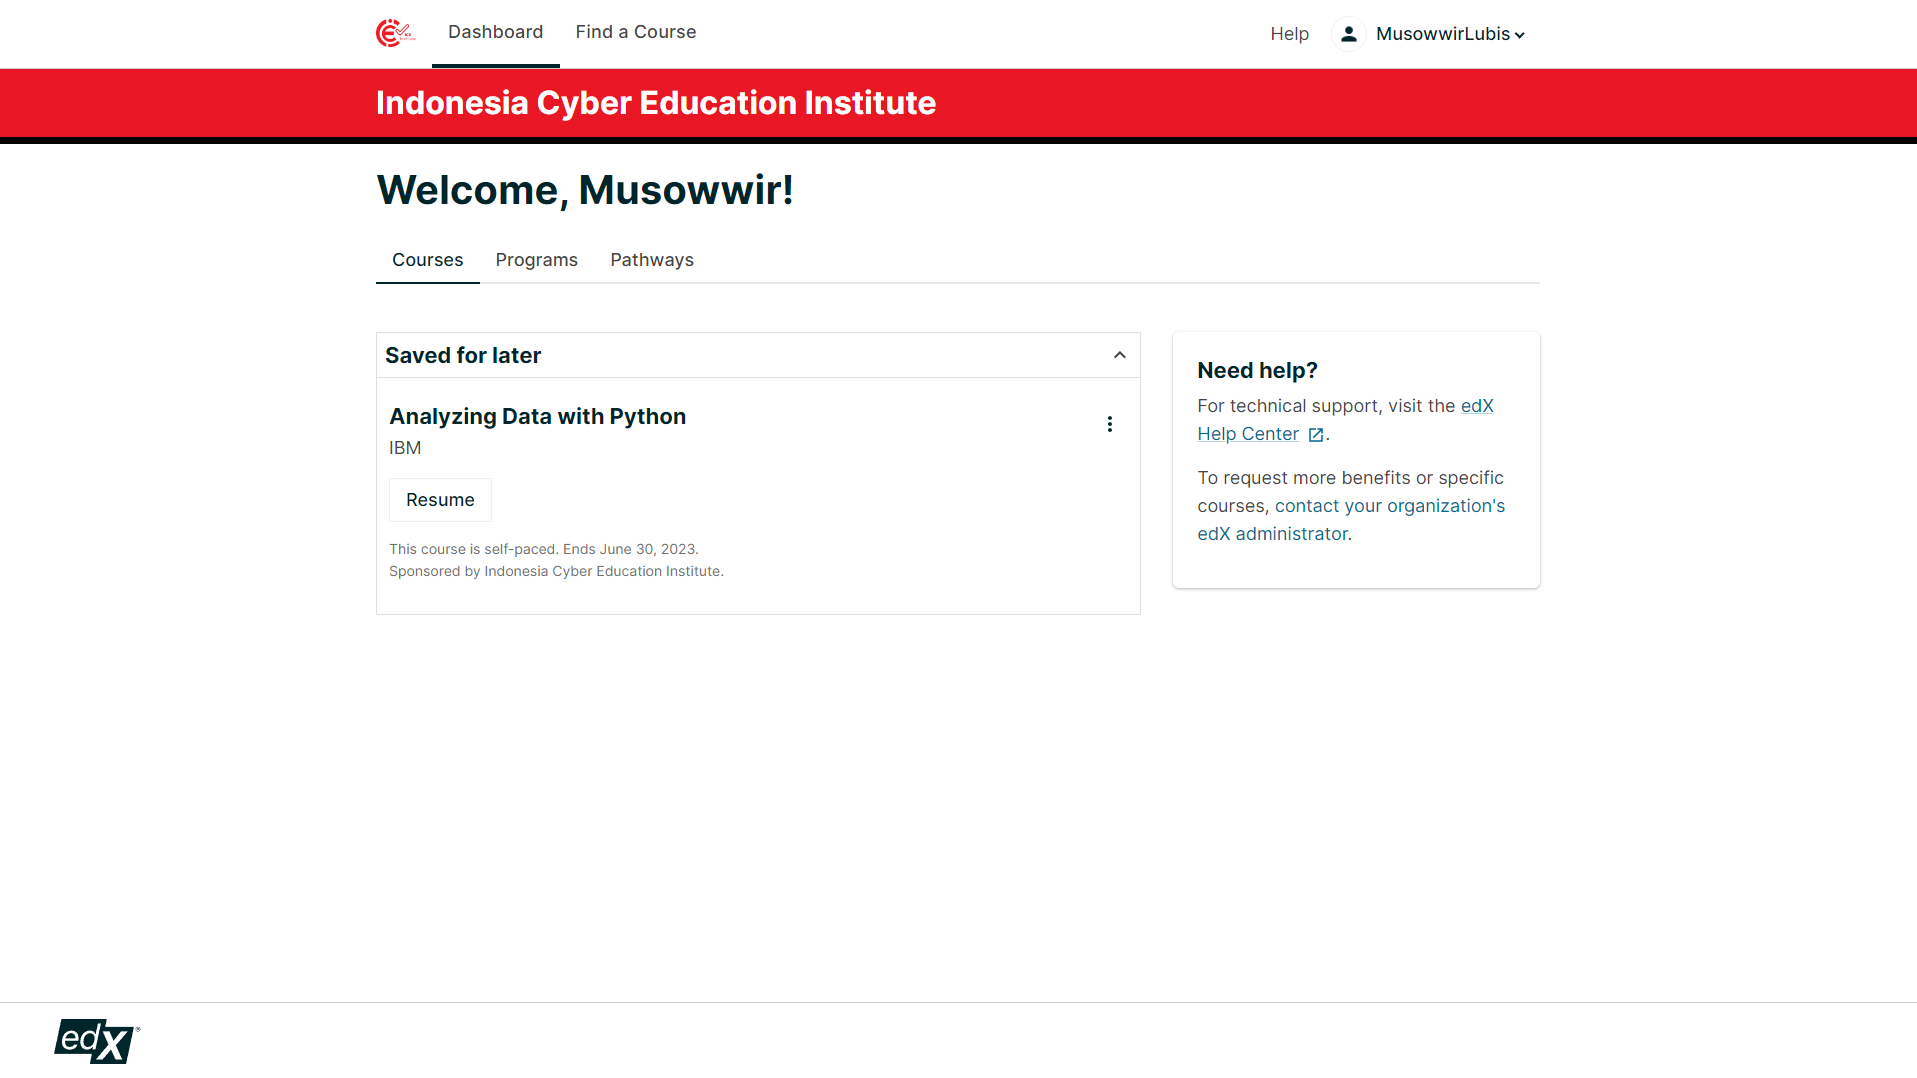 Dashboard
Find a Course
Help
MusowwirLubis
Indonesia Cyber Education Institute
Welcome, Musowwir!
Courses
Programs
Pathways
Saved for later
Analyzing Data with Python
IBM
Resume
This course is self-paced. Ends June 30, 2023.
Sponsored by Indonesia Cyber Education Institute.
Need help?
For technical support, visit the edX
Help Center .
To request more benefits or specific
courses, contact your organization's
edX administrator.
edX®